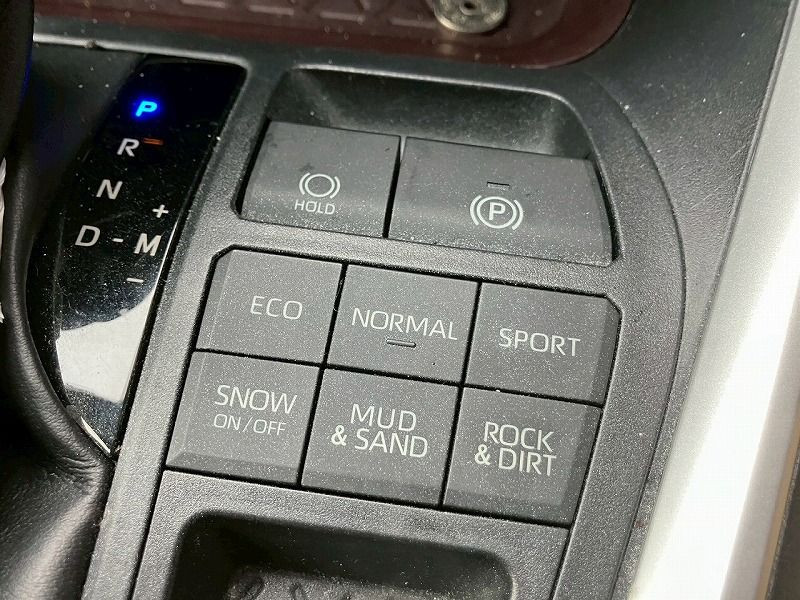 P
R
N
+
D - M
-
HOLD
P
ECO
NORMAL
SPORT
SNOW
ON/OFF
MUD
& SAND
ROCK
& DIRT